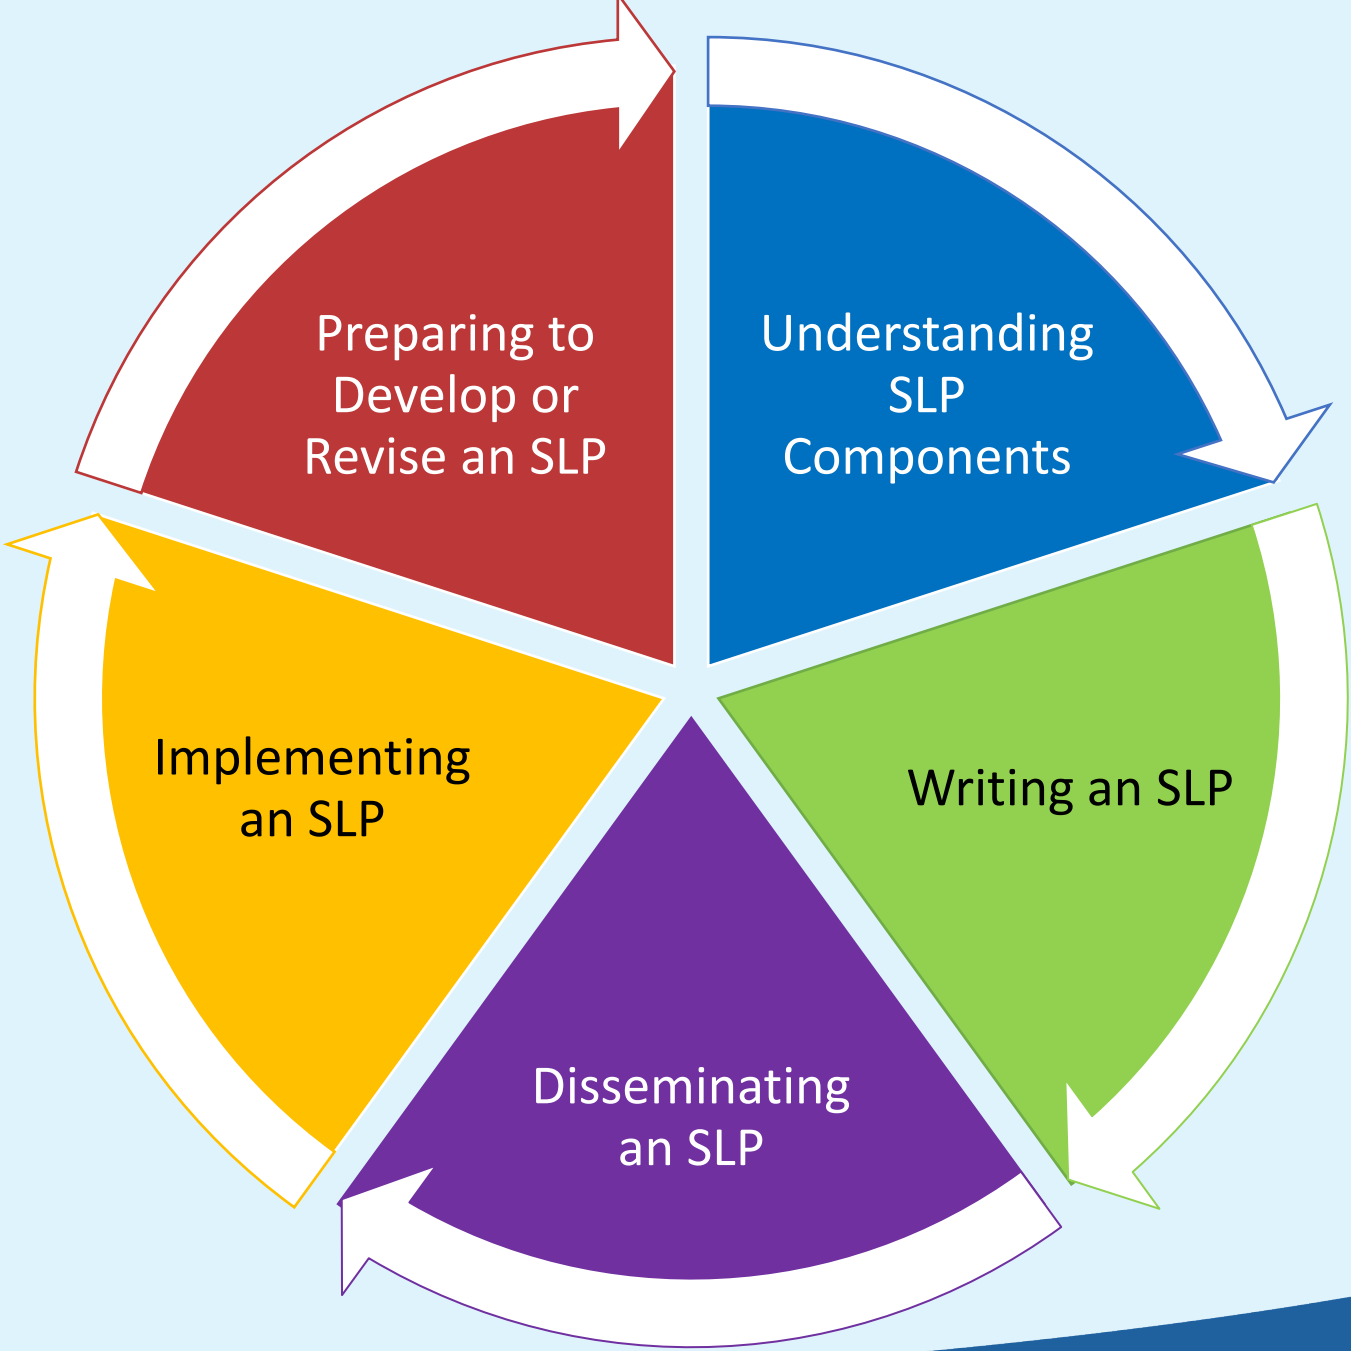 Preparing to
Develop or
Revise an SLP
Understanding
SLP
Components
Writing an SLP
Disseminating
an SLP
Implementing
an SLP